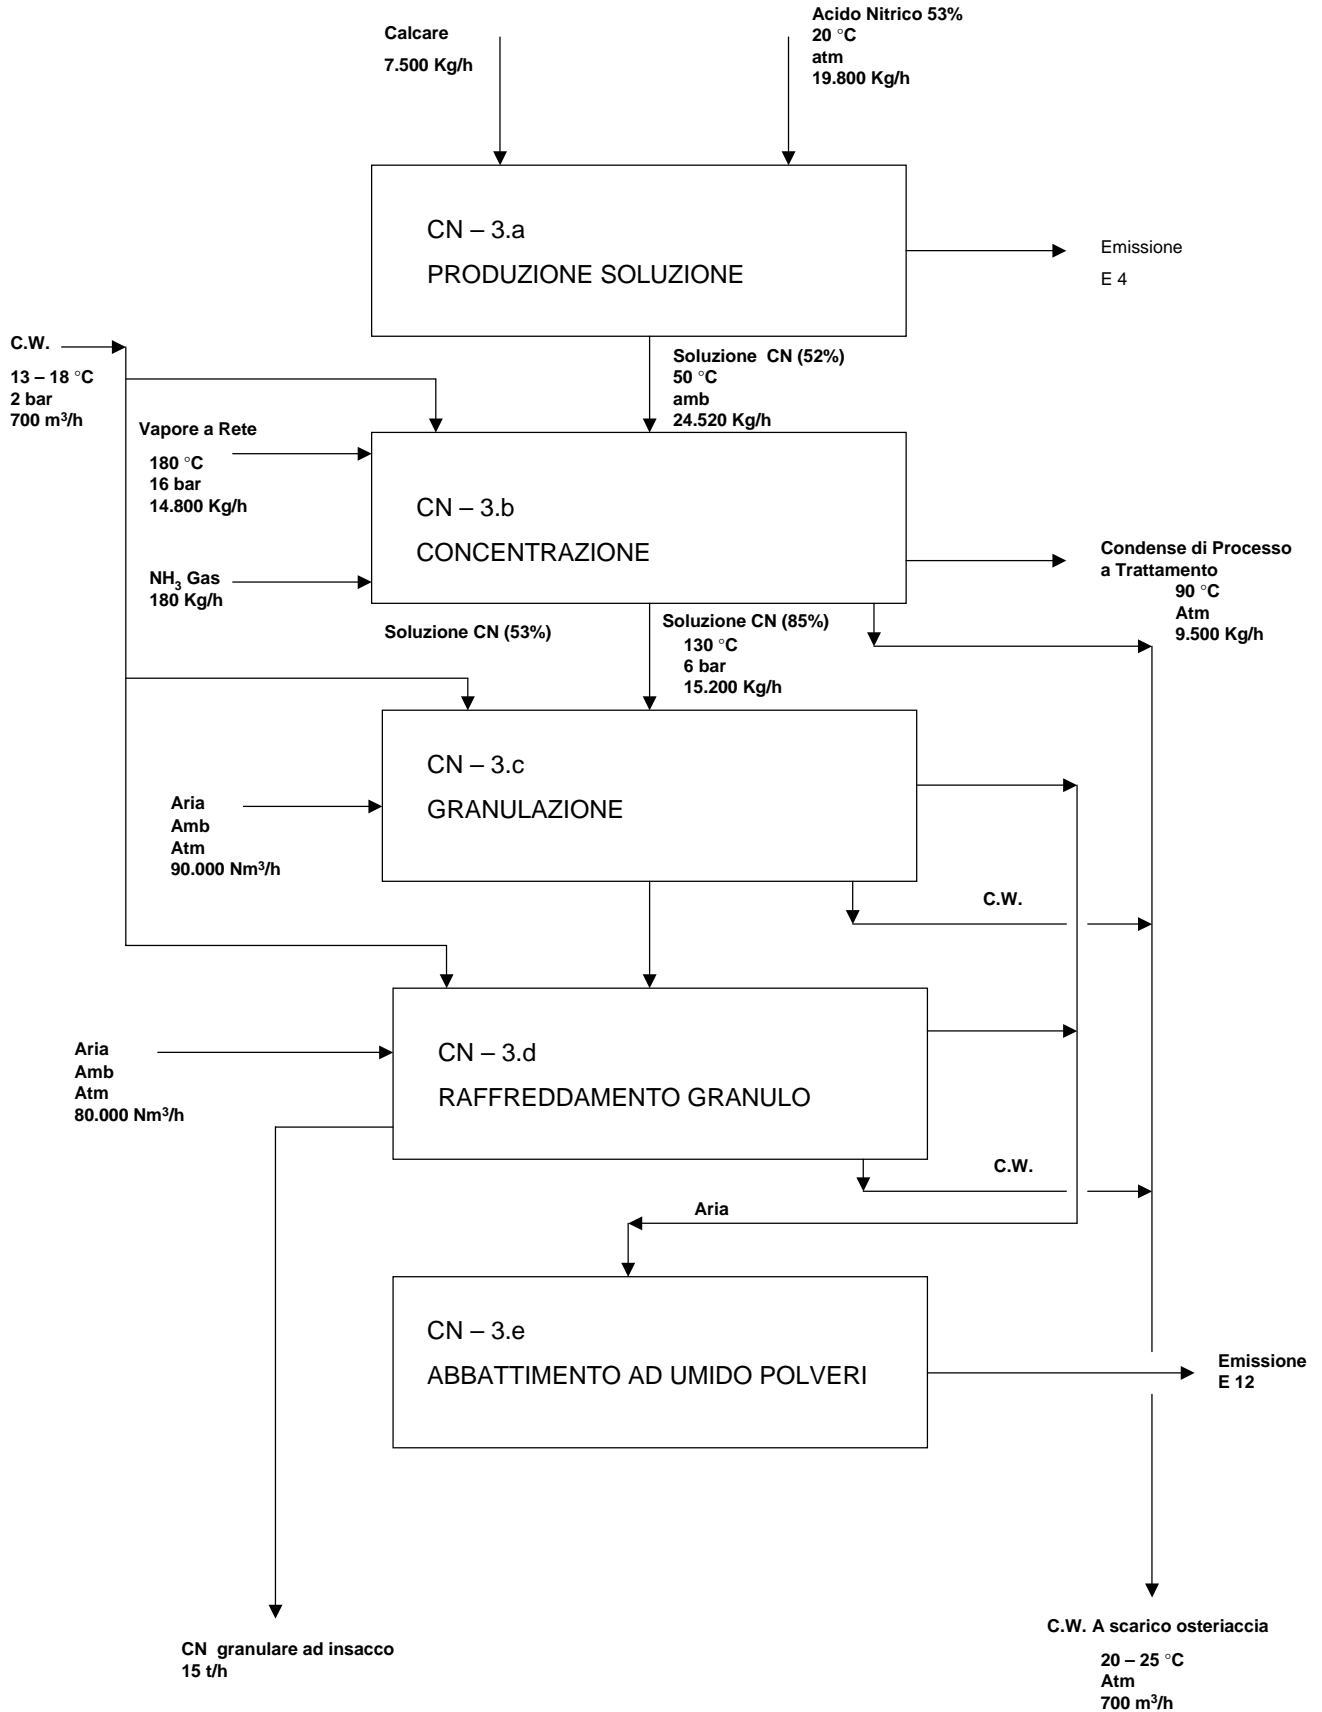 Calcare
7.500 Kg/h
Acido Nitrico 53%
20 °C
atm
19.800 Kg/h
CN – 3.a
PRODUZIONE SOLUZIONE
Emissione
E 4
C.W.
13 – 18 °C
2 bar
700 m³/h
Soluzione CN (52%)
50 °C
amb
24.520 Kg/h
Vapore a Rete
180 °C
16 bar
14.800 Kg/h
NH₃ Gas
180 Kg/h
CN – 3.b
CONCENTRAZIONE
Condense di Processo
a Trattamento
90 °C
Atm
9.500 Kg/h
Soluzione CN (53%)
Soluzione CN (85%)
130 °C
6 bar
15.200 Kg/h
CN – 3.c
GRANULAZIONE
Aria
Amb
Atm
90.000 Nm³/h
C.W.
CN – 3.d
RAFFREDDAMENTO GRANULO
Aria
Amb
Atm
80.000 Nm³/h
C.W.
Aria
CN – 3.e
ABBATTIMENTO AD UMIDO POLVERI
Emissione
E 12
CN granulare ad insacco
15 t/h
C.W. A scarico osteriaccia
20 – 25 °C
Atm
700 m³/h